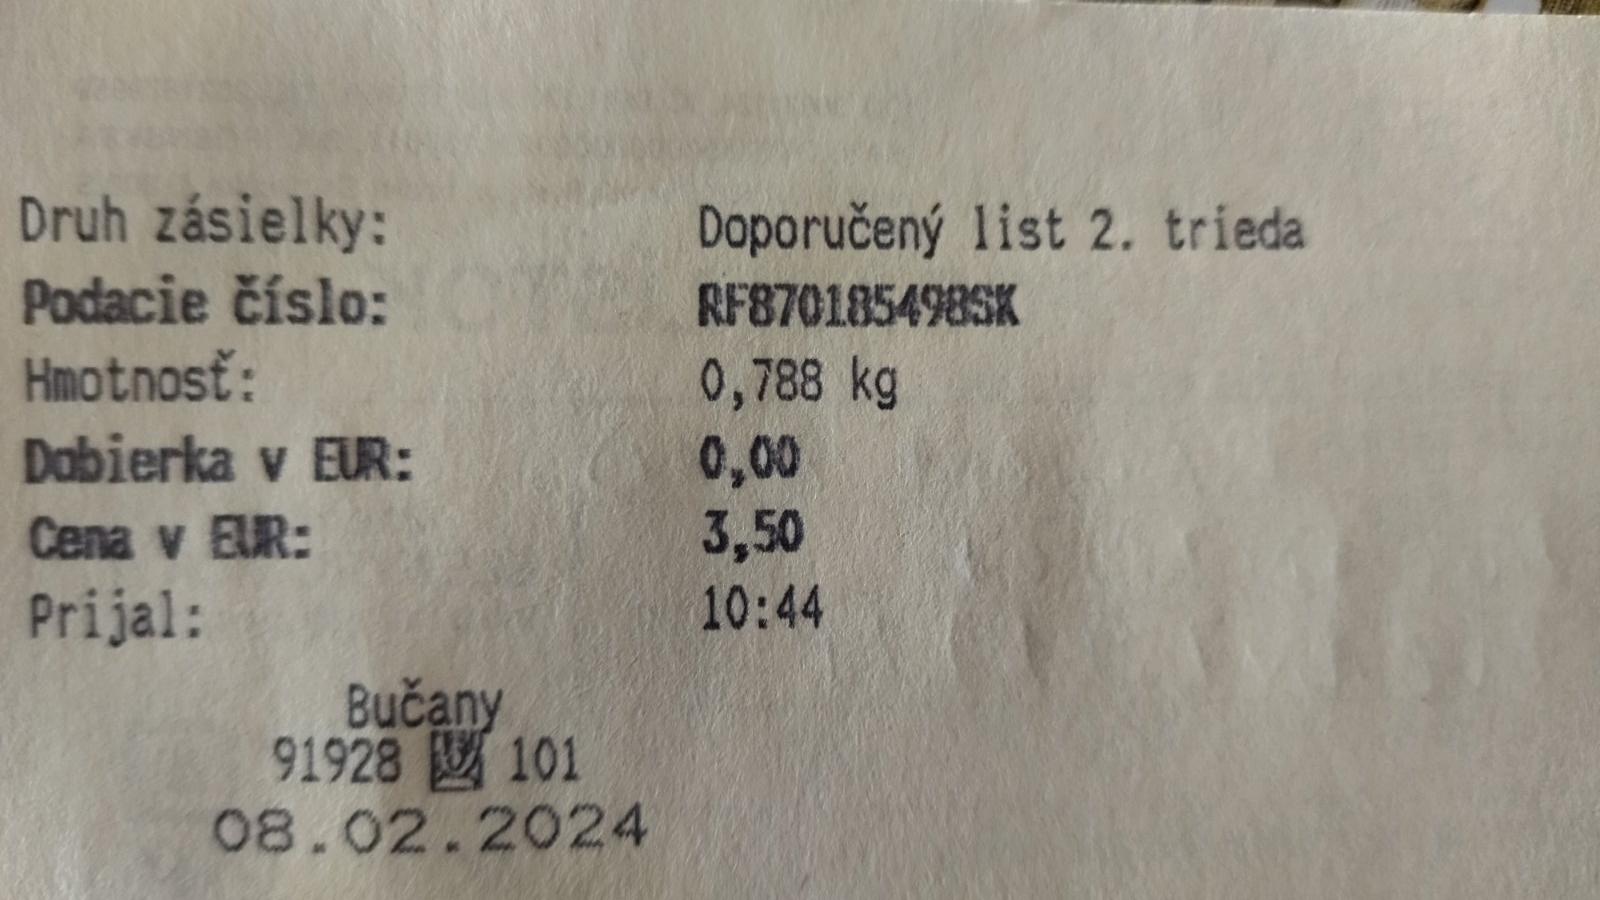 Druh zásielky: Doporučený list 2. trieda
Podacie číslo: RF870185498SK
Hmotnosť: 0,788 kg
Dobierka v EUR: 0,00
Cena v EUR: 3,50
Prijal: 10:44
Bučany
91928 101
08.02.2024